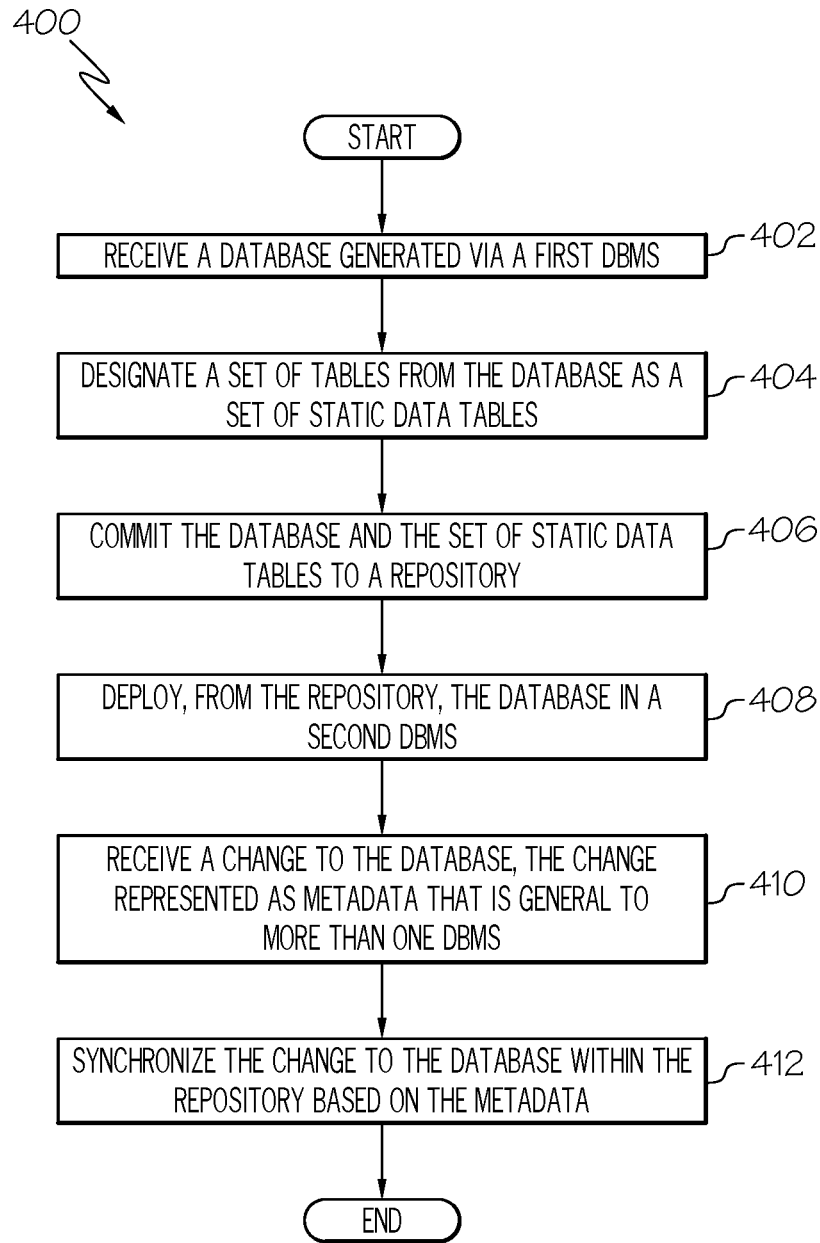 400
START
RECEIVE A DATABASE GENERATED VIA A FIRST DBMS
402
DESIGNATE A SET OF TABLES FROM THE DATABASE AS A
SET OF STATIC DATA TABLES
404
COMMIT THE DATABASE AND THE SET OF STATIC DATA
TABLES TO A REPOSITORY
406
DEPLOY, FROM THE REPOSITORY, THE DATABASE IN A
SECOND DBMS
408
RECEIVE A CHANGE TO THE DATABASE, THE CHANGE
REPRESENTED AS METADATA THAT IS GENERAL TO
MORE THAN ONE DBMS
410
SYNCHRONIZE THE CHANGE TO THE DATABASE WITHIN THE
REPOSITORY BASED ON THE METADATA
412
END